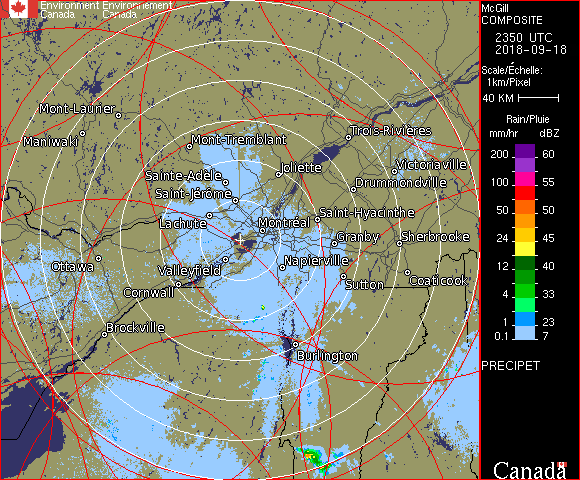 Environment Environnement
Canada Canada
McGill
COMPOSITE
2350 UTC
2018-09-18
Scale/Échelle:
1km/Pixel
40 KM
Rain/Pluie
mm/hr dBZ
200 60
100 55
50 50
24 45
12 40
4 33
1 23
0.1 7
PRECIPET
Canada
Mont-Laurier
Maniwaki
Mont-Tremblant
Trois-Rivières
Joliette
Victoriaville
Sainte-Adele
Drummondville
Saint-Jérôme
Saint-Hyacinthe
Lachute
Montréal
Granby
Sherbrooke
Ottawa
Valleyfield
Napierville
Cornwall
Sutton
Coaticook
Brockville
Burlington